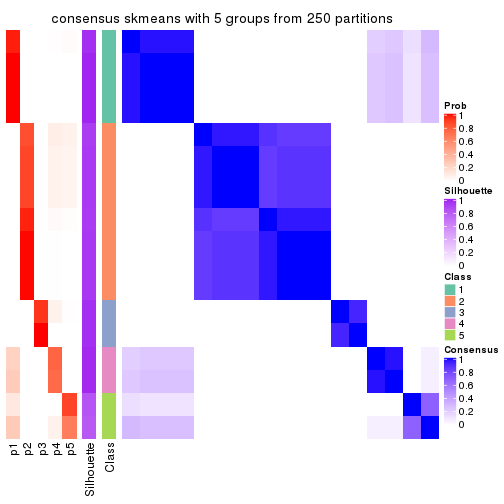 consensus skmeans with 5 groups from 250 partitions
Prob
1
0.8
0.6
0.4
0.2
0
Silhouette
1
0.8
0.6
0.4
0.2
0
Class
1
2
3
4
5
Consensus
1
0.8
0.6
0.4
0.2
0
p1
p2
p3
p4
p5
Silhouette
Class